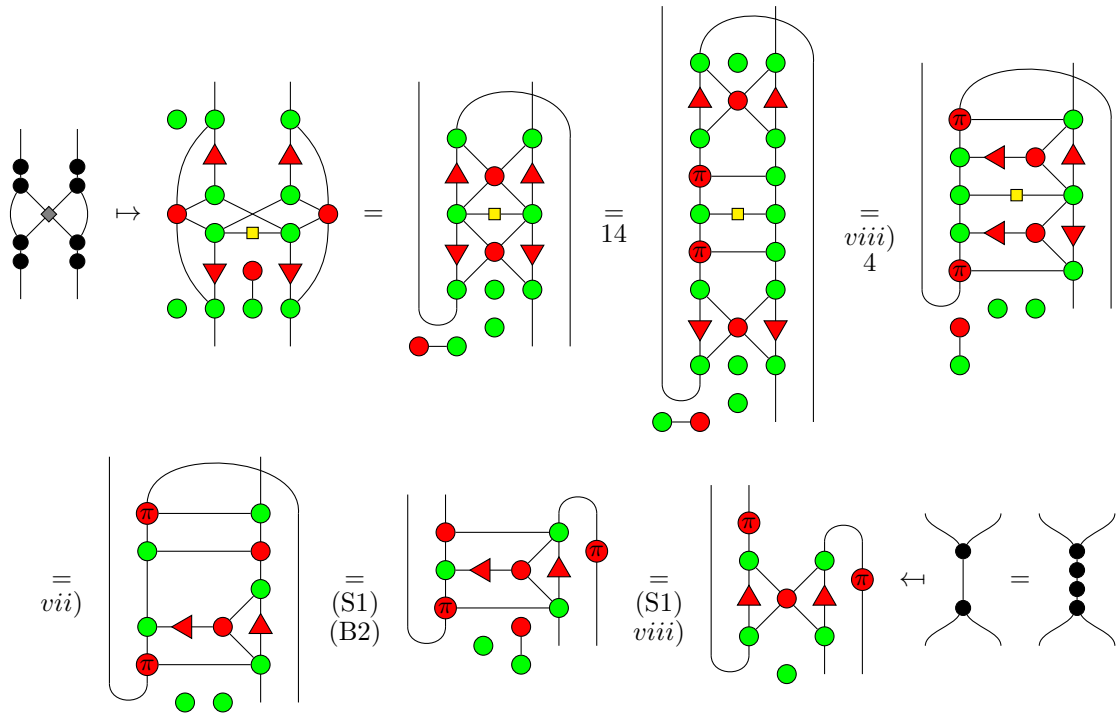 ↦ = = 14 = viii) 4
π π π π
= vii) = (S1) (B2) = (S1) viii) ↤ =
π π π π π π